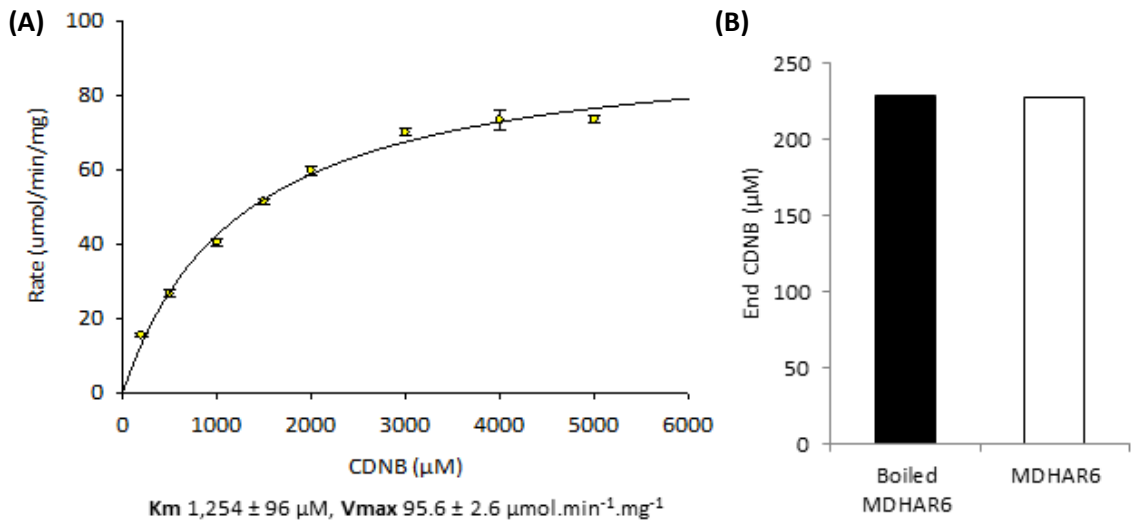 (A)
100
80
60
40
20
0
Rate (umol/min/mg)
0 1000 2000 3000 4000 5000 6000
CDNB (µM)
Km 1,254 ± 96 µM, Vmax 95.6 ± 2.6 µmol.min⁻¹.mg⁻¹
(B)
250
200
150
100
50
0
End CDNB (µM)
Boiled
MDHAR6
MDHAR6